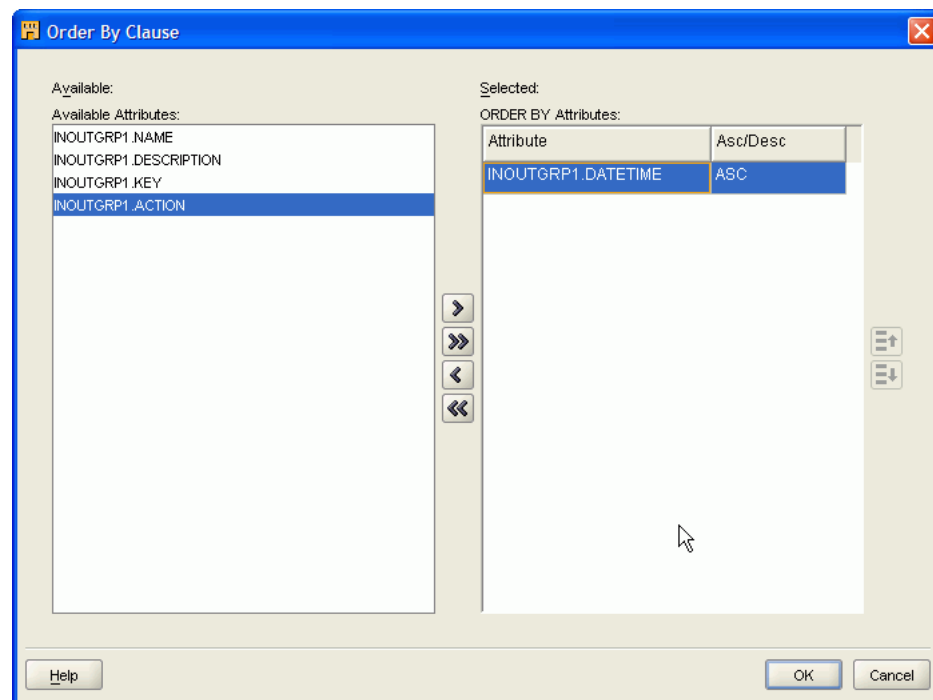 Order By Clause
Available:
Available Attributes:
INOUTGRP1.NAME
INOUTGRP1.DESCRIPTION
INOUTGRP1.KEY
INOUTGRP1.ACTION
Selected:
ORDER BY Attributes:
Attribute Asc/Desc
INOUTGRP1.DATETIME ASC
Help OK Cancel